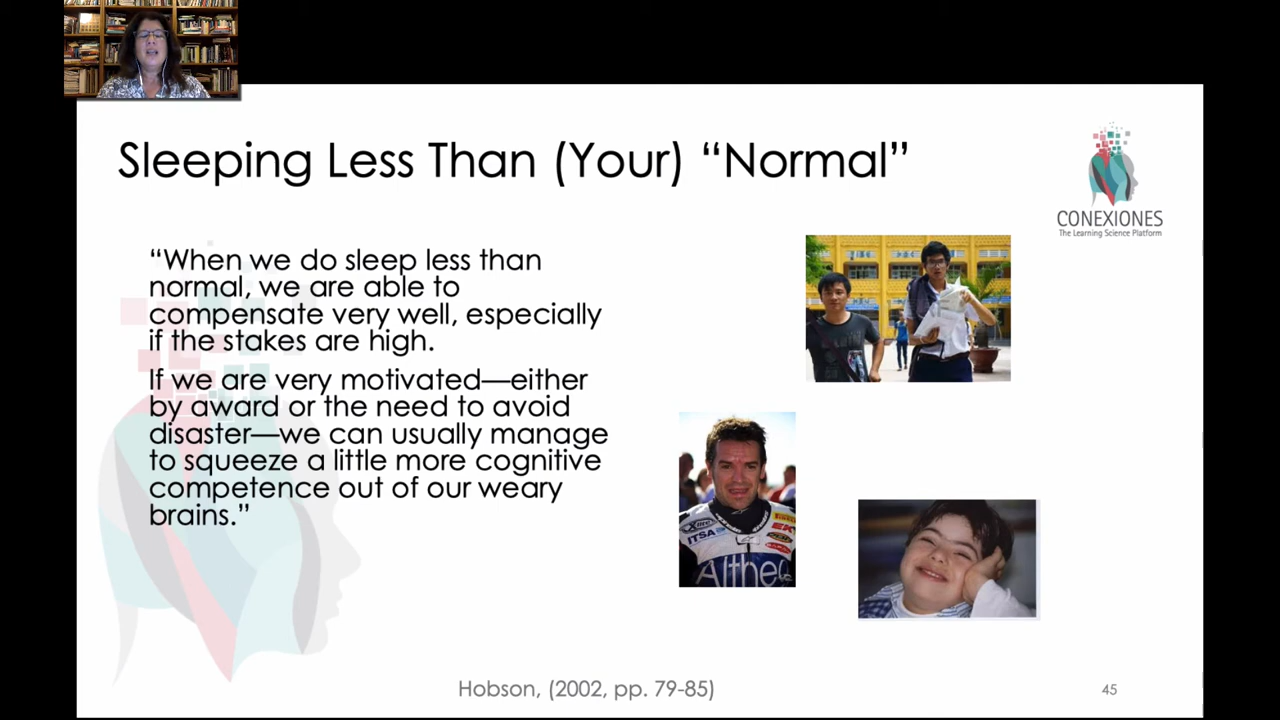 Sleeping Less Than (Your) “Normal”
CONEXIONES
The Learning Science Platform
“When we do sleep less than
normal, we are able to
compensate very well, especially
if the stakes are high.
If we are very motivated—either
by award or the need to avoid
disaster—we can usually manage
to squeeze a little more cognitive
competence out of our weary
brains.”
ITSA
Althea
Hobson, (2002, pp. 79-85)
45